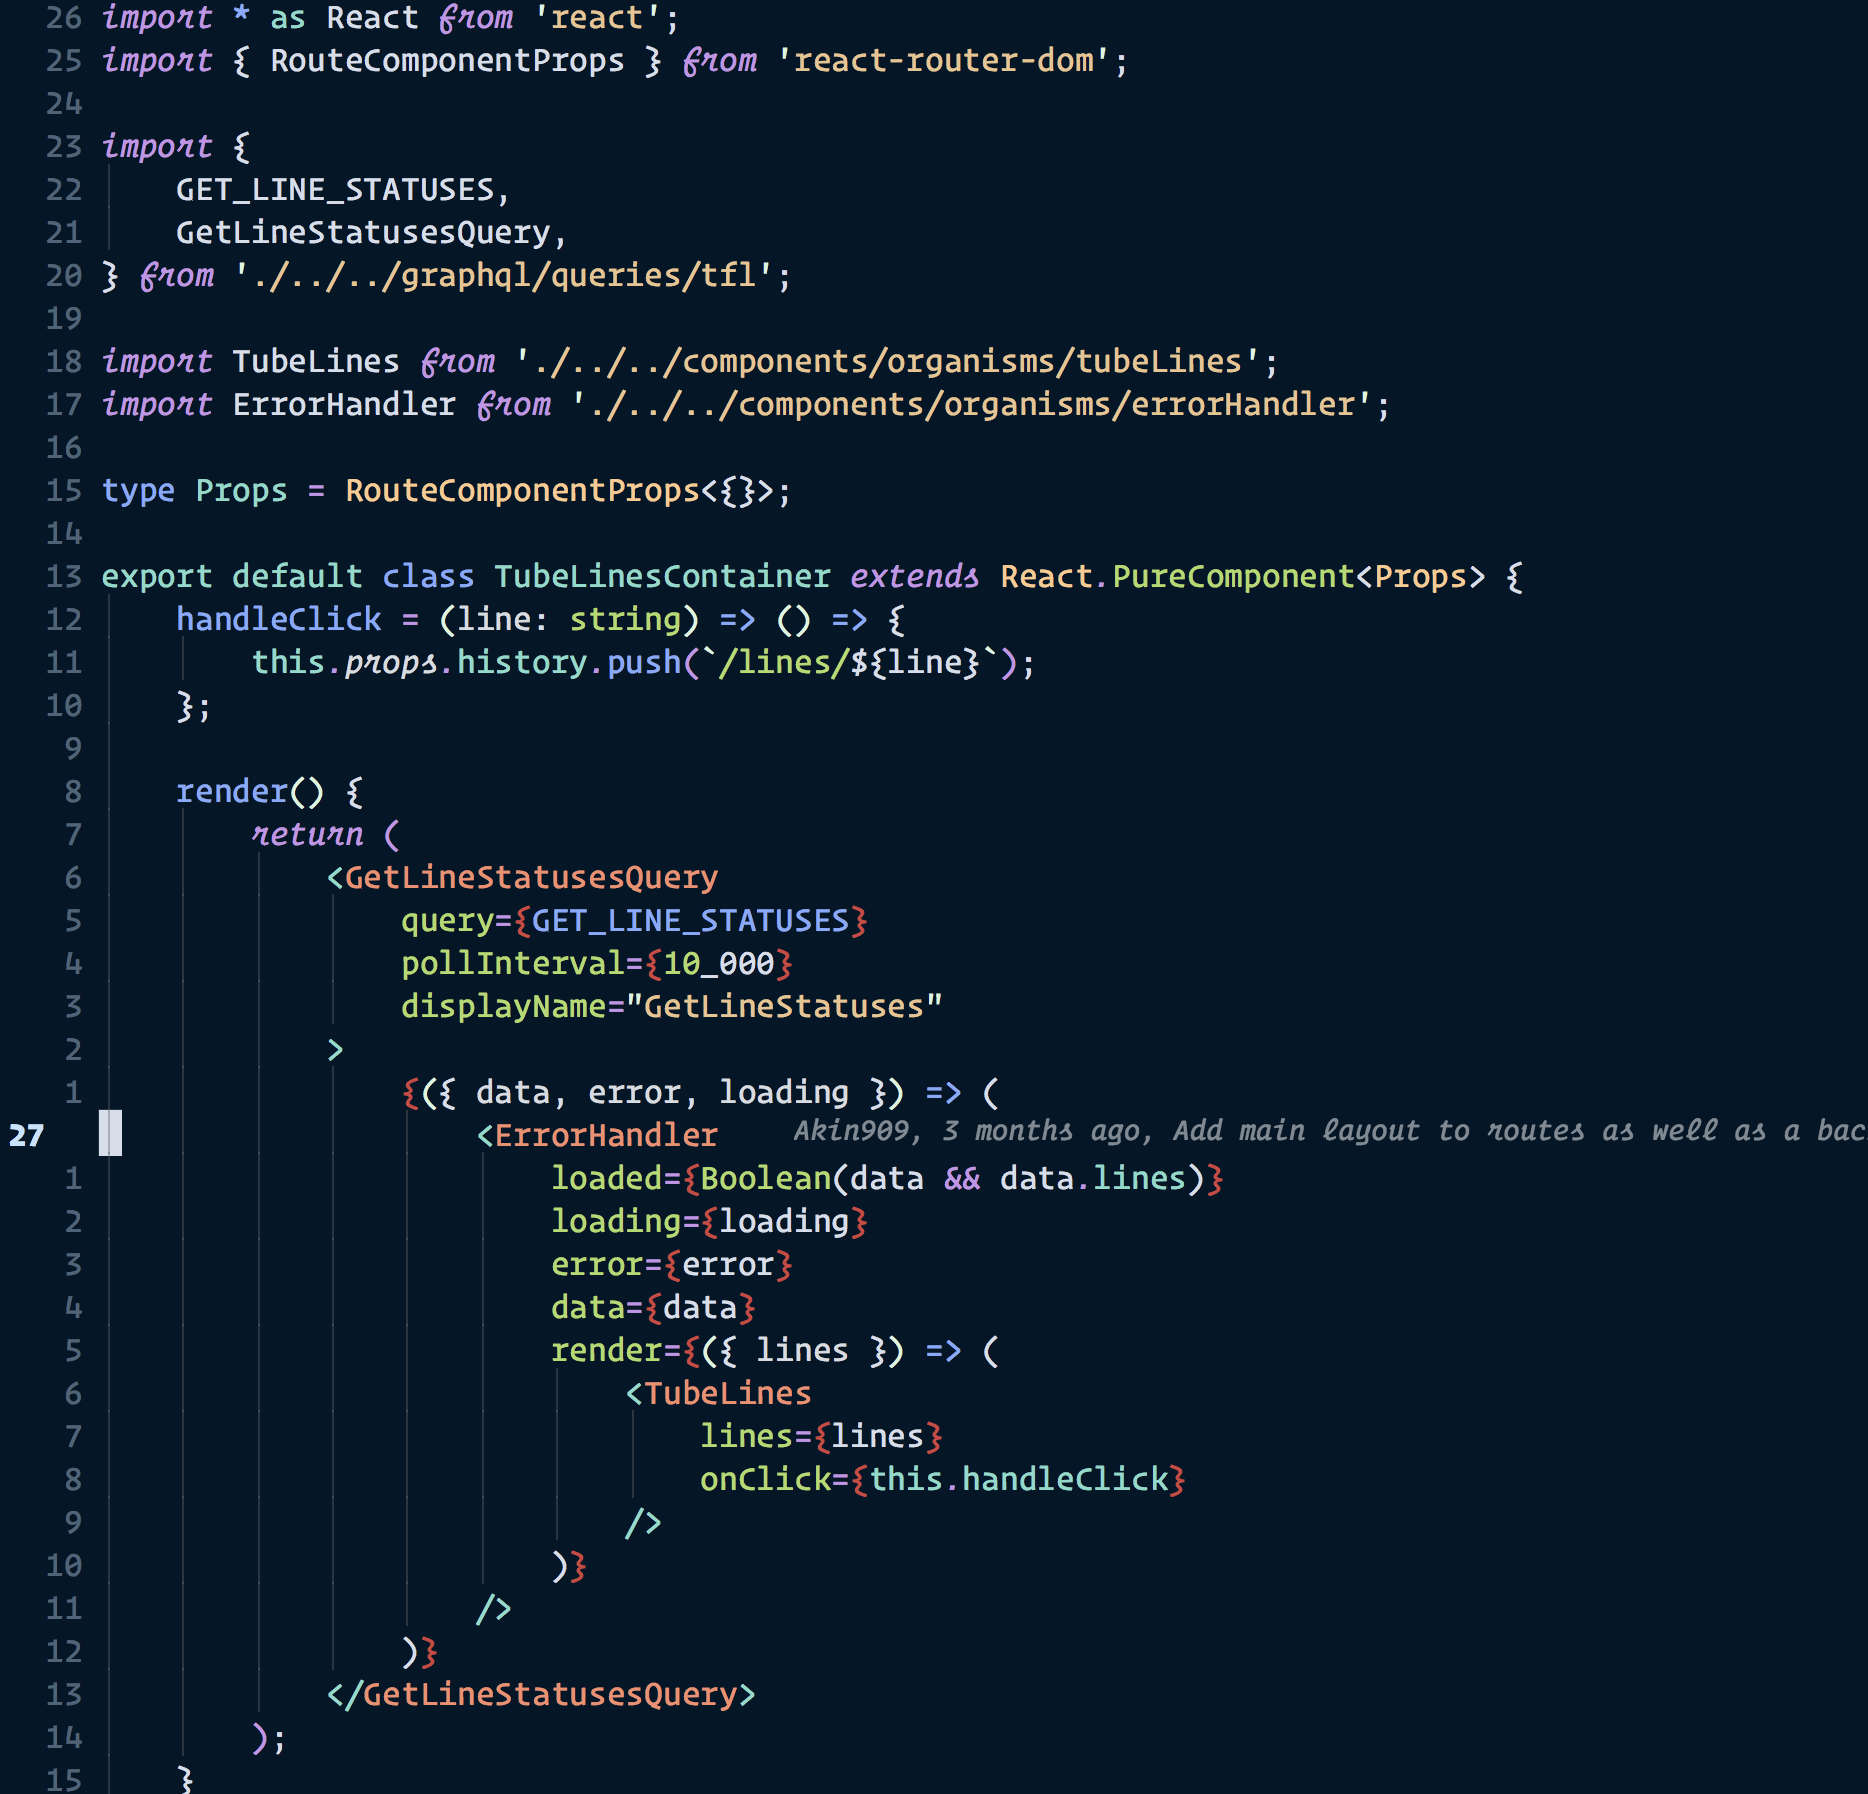 26 import * as React from 'react';
25 import { RouteComponentProps } from 'react-router-dom';
24
23 import {
22     GET_LINE_STATUSES,
21     GetLineStatusesQuery,
20 } from './../../graphql/queries/tfl';
19
18 import TubeLines from './../../components/organisms/tubeLines';
17 import ErrorHandler from './../../components/organisms/errorHandler';
16
15 type Props = RouteComponentProps<{}>;
14
13 export default class TubeLinesContainer extends React.PureComponent<Props> {
12     handleClick = (line: string) => () => {
11         this.props.history.push(`/lines/${line}`);
10     };
9
8     render() {
7         return (
6             <GetLineStatusesQuery
5                 query={GET_LINE_STATUSES}
4                 pollInterval={10_000}
3                 displayName="GetLineStatuses"
2             >
1                 {({ data, error, loading }) => (
27                     <ErrorHandler    Akin909, 3 months ago, Add main layout to routes as well as a bac
1                         loaded={Boolean(data && data.lines)}
2                         loading={loading}
3                         error={error}
4                         data={data}
5                         render={({ lines }) => (
6                             <TubeLines
7                                 lines={lines}
8                                 onClick={this.handleClick}
9                             />
10                         )}
11                     />
12                 )}
13             </GetLineStatusesQuery>
14         );
15     }